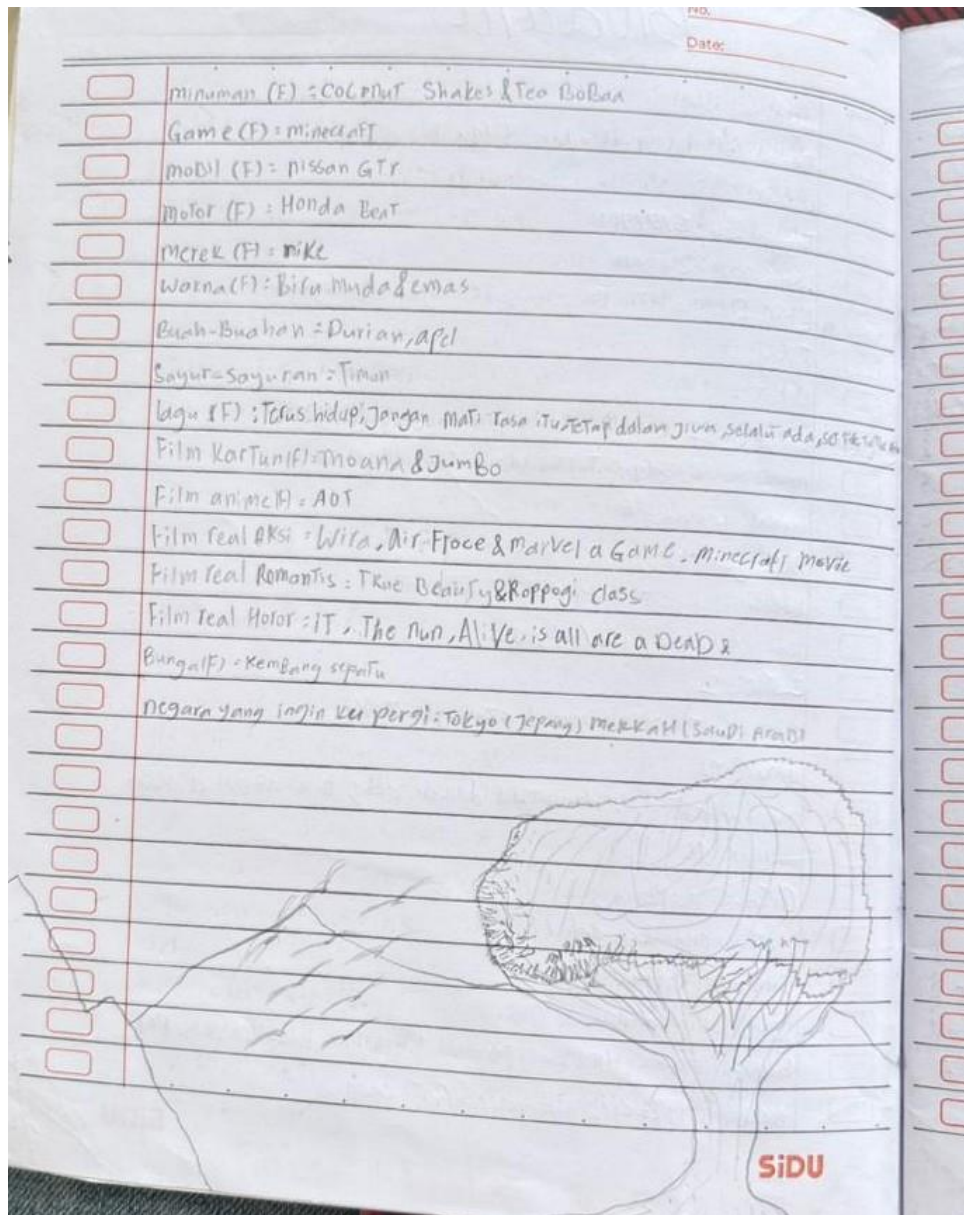 No.
Date:
minuman (F) : COCONUT Shakes & Tea BoBaa
Game (F) : minecraft
moBil (F) : nissan GTr
moTor (F) : Honda BeaT
merek (F) : nike
warna (F) : Biru muda & emas
Buah-Buahan : Durian, apel
Sayur-sayuran : Timun
lagu (F) : Terus hidup, Jangan maTi rasa iTu, TeTap dalam jiwa, selalu ada,
Film KarTun (F) : moana & JumBo
Film anime (F) : AOT
Film real AKsi : Wira, Air Froce & marvel a Game, minecraft movie
Film real RomanTis : TRue BeauTy & Roppogi class
Film real Horor : iT, The nun, Alive, is all are a DeaD &
Bunga (F) : KemBang sepaTu
negara yang ingin ku pergi : Tokyo (Jepang) meKKaH (SauDi AraB)
SiDU